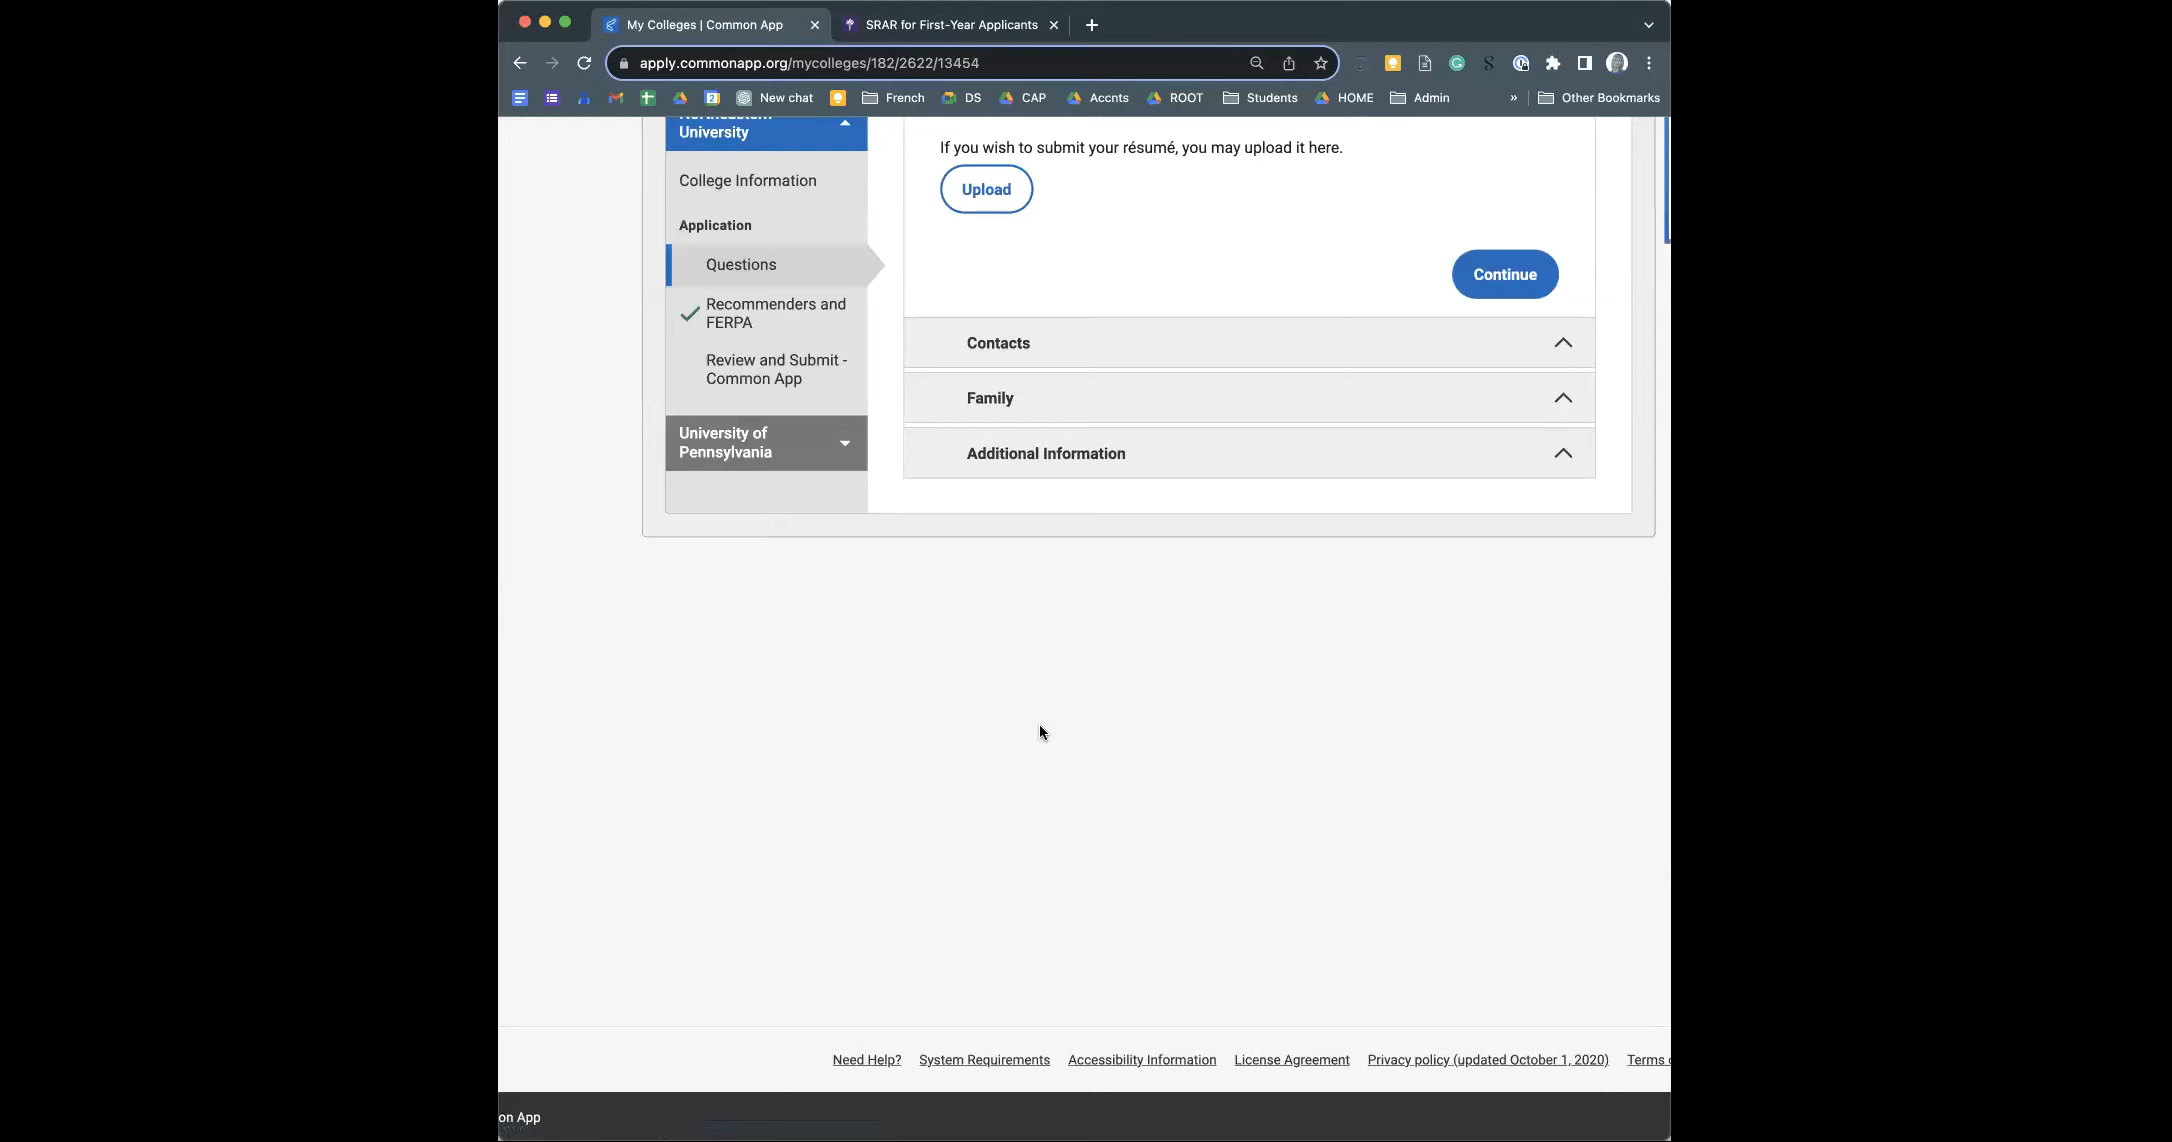 My Colleges | Common App
SRAR for First-Year Applicants
apply.commonapp.org/mycolleges/182/2622/13454
New chat
French
DS
CAP
Accnts
ROOT
Students
HOME
Admin
»
Other Bookmarks
Northeastern
University
College Information
Application
Questions
Recommenders and
FERPA
Review and Submit -
Common App
University of
Pennsylvania
If you wish to submit your résumé, you may upload it here.
Upload
Continue
Contacts
Family
Additional Information
Need Help?
System Requirements
Accessibility Information
License Agreement
Privacy policy (updated October 1, 2020)
Terms
on App